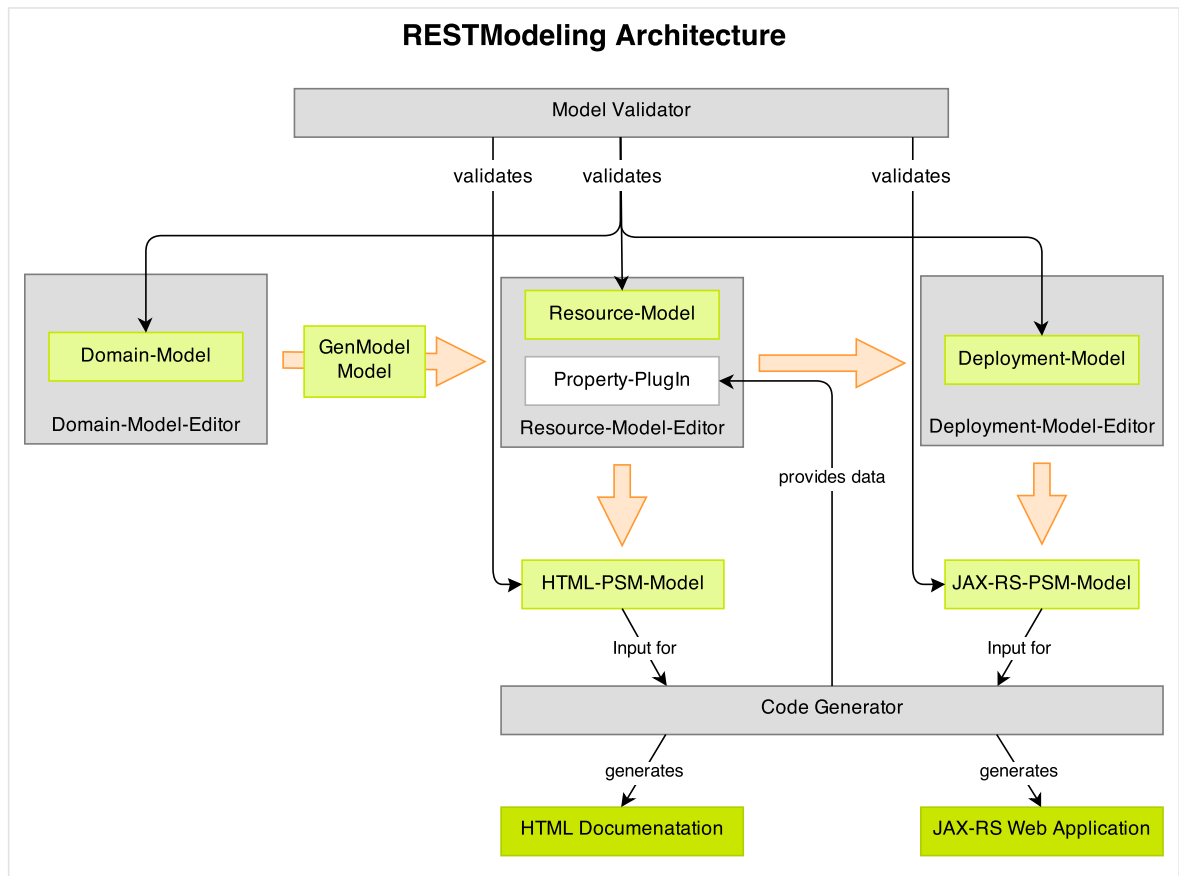 RESTModeling Architecture
Model Validator
validates
validates
validates
Domain-Model
Domain-Model-Editor
GenModel
Model
Resource-Model
Property-PlugIn
Resource-Model-Editor
Deployment-Model
Deployment-Model-Editor
provides data
HTML-PSM-Model
JAX-RS-PSM-Model
Input for
Input for
Code Generator
generates
generates
HTML Documenatation
JAX-RS Web Application